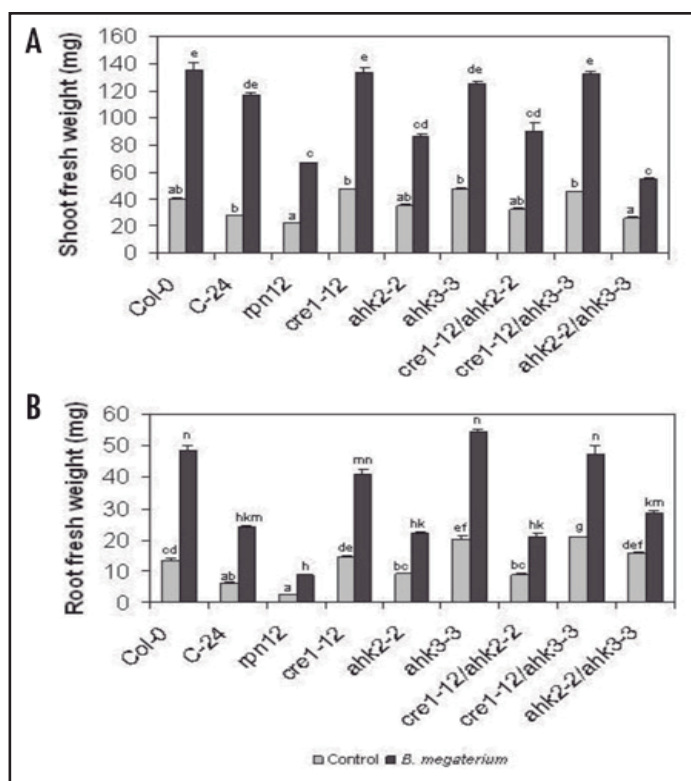 A
Shoot fresh weight (mg)
160
140
120
100
80
60
40
20
0
ab e b de a c b e ab cd b de ab cd b e a c
Col-0
C-24
rpn12
cre1-12
ahk2-2
ahk3-3
cre1-12/ahk2-2
cre1-12/ahk3-3
ahk2-2/ahk3-3
B
Root fresh weight (mg)
60
50
40
30
20
10
0
cd n ab hkm a h de mn bc hk ef n bc hk g n def km
Col-0
C-24
rpn12
cre1-12
ahk2-2
ahk3-3
cre1-12/ahk2-2
cre1-12/ahk3-3
ahk2-2/ahk3-3
Control B. megaterium